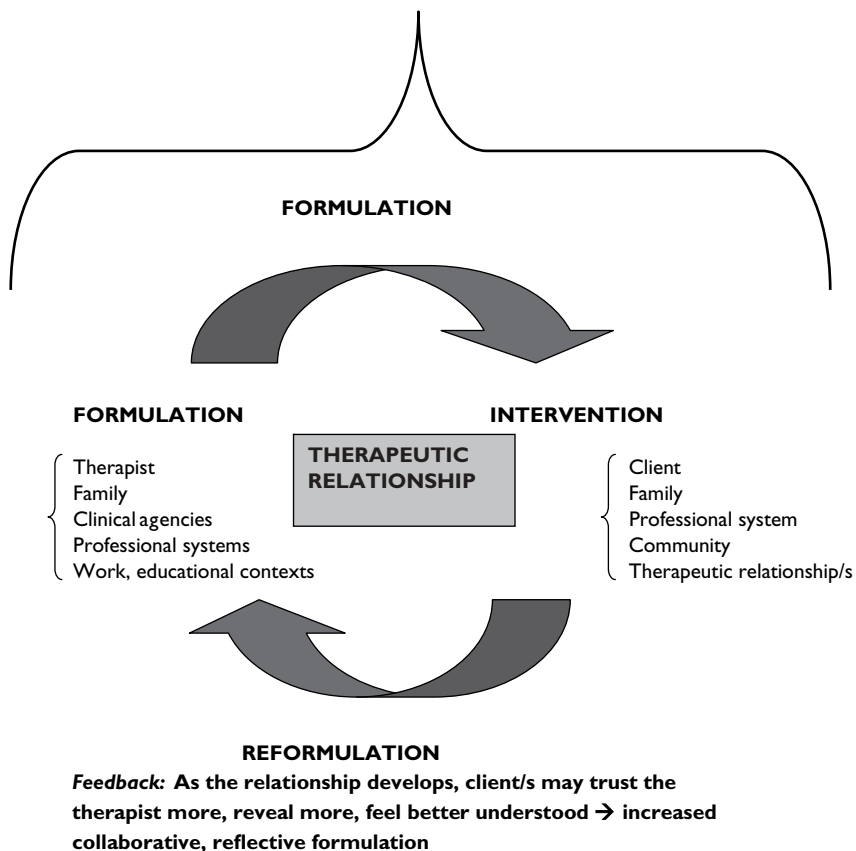 FORMULATION
FORMULATION
Therapist
Family
Clinical agencies
Professional systems
Work, educational contexts
THERAPEUTIC
RELATIONSHIP
INTERVENTION
Client
Family
Professional system
Community
Therapeutic relationship/s
REFORMULATION
Feedback: As the relationship develops, client/s may trust the
therapist more, reveal more, feel better understood → increased
collaborative, reflective formulation